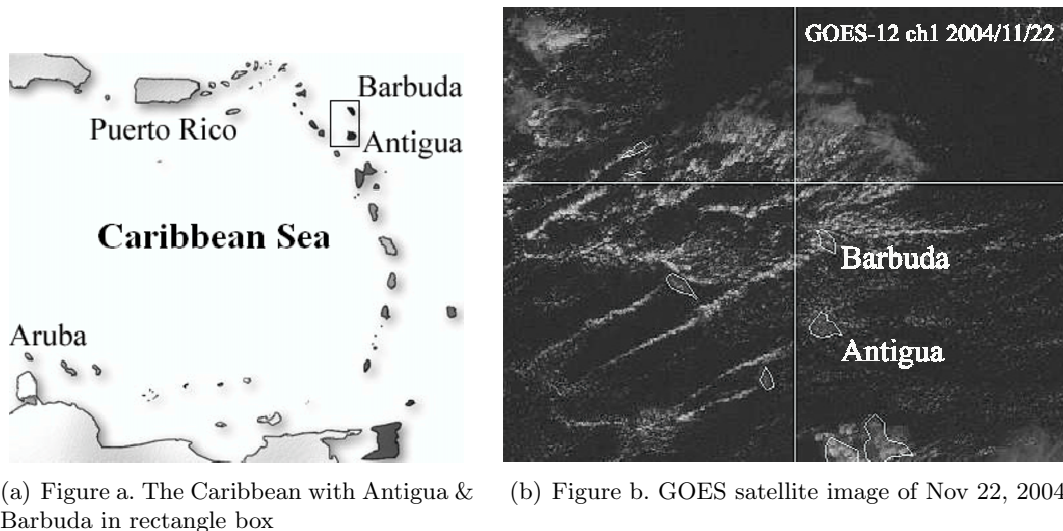 Barbuda
Puerto Rico
Antigua
Caribbean Sea
Aruba
GOES-12 ch1 2004/11/22
Barbuda
Antigua
(a) Figure a. The Caribbean with Antigua &
Barbuda in rectangle box
(b) Figure b. GOES satellite image of Nov 22, 2004